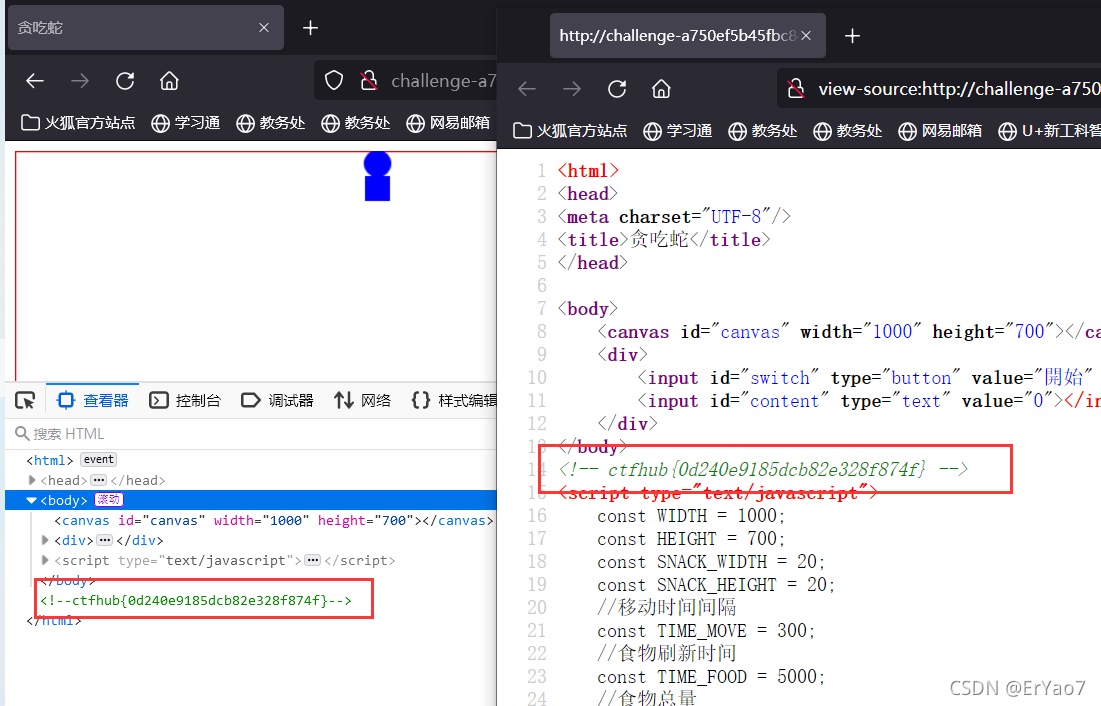 贪吃蛇
challenge-a7
火狐官方站点 学习通 教务处 教务处 网易邮箱
查看器 控制台 调试器 网络 {} 样式编辑
搜索 HTML
<html> event
<head> ... </head>
<body> 滚动
<canvas id="canvas" width="1000" height="700"></canvas>
<div> ... </div>
<script type="text/javascript"> ... </script>
</body>
<!--ctfhub{0d240e9185dcb82e328f874f}-->
</html>
http://challenge-a750ef5b45fbc8
view-source:http://challenge-a750
火狐官方站点 学习通 教务处 教务处 网易邮箱 U+新工科智
1 <html>
2 <head>
3 <meta charset="UTF-8"/>
4 <title>贪吃蛇</title>
5 </head>
6
7 <body>
8 <canvas id="canvas" width="1000" height="700"></ca
9 <div>
10 <input id="switch" type="button" value="開始"
11 <input id="content" type="text" value="0"></in
12 </div>
13 </body>
14 <!-- ctfhub{0d240e9185dcb82e328f874f} -->
15 <script type="text/javascript">
16 const WIDTH = 1000;
17 const HEIGHT = 700;
18 const SNACK_WIDTH = 20;
19 const SNACK_HEIGHT = 20;
20 //移动时间间隔
21 const TIME_MOVE = 300;
22 //食物刷新时间
23 const TIME_FOOD = 5000;
24 //食物总量
CSDN @ErYao7